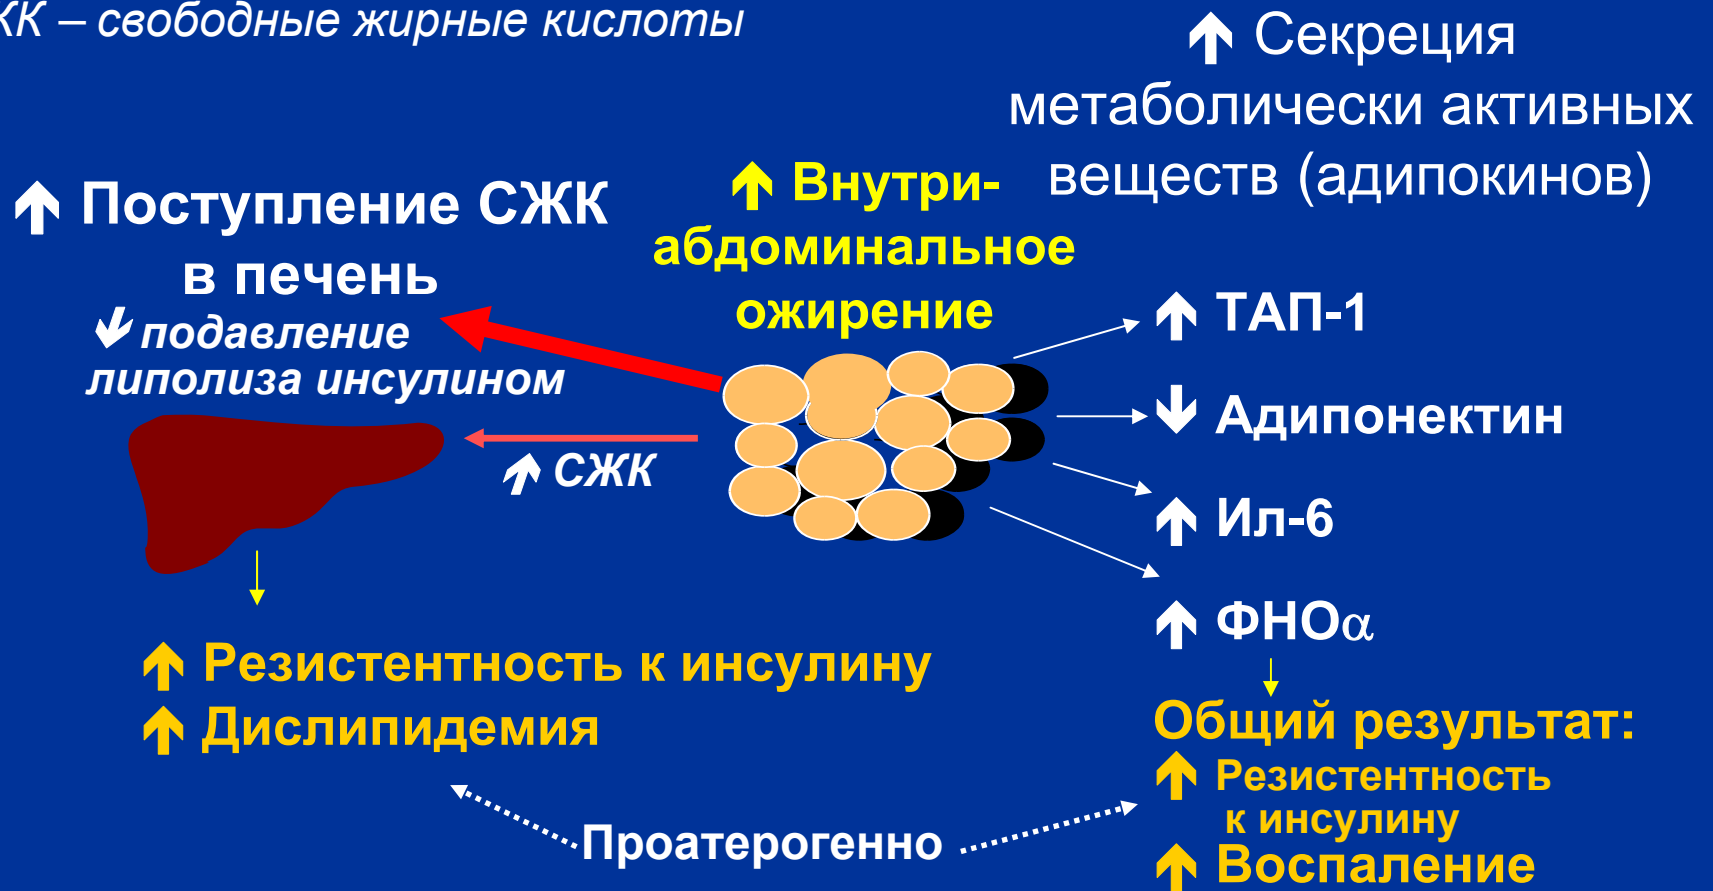 КК – свободные жирные кислоты
↑ Секреция
метаболически активных
веществ (адипокинов)
↑ Поступление СЖК
в печень
↓ подавление
липолиза инсулином
↑ СЖК
↑ Внутри-
абдоминальное
ожирение
↑ ТАП-1
↓ Адипонектин
↑ Ил-6
↑ ФНОα
↑ Резистентность к инсулину
↑ Дислипидемия
Общий результат:
↑ Резистентность
к инсулину
↑ Воспаление
Проатерогенно